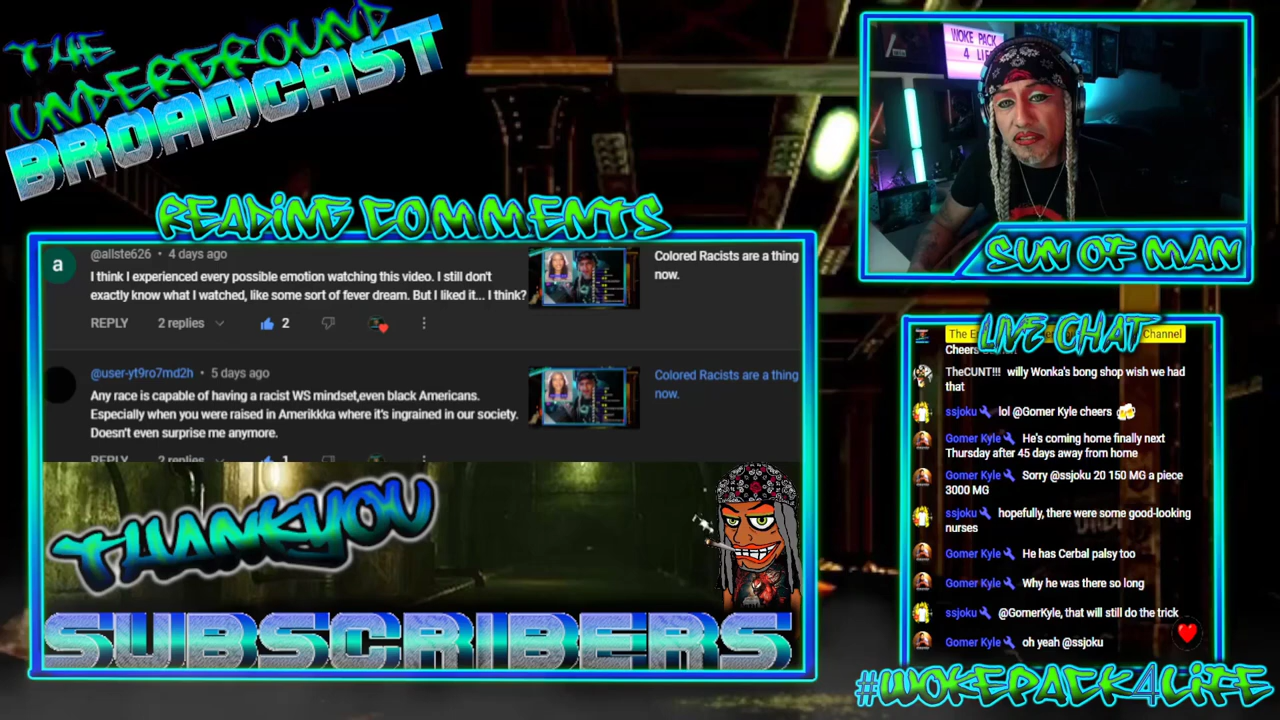 THE
UNDERGROUND
BROADCAST
READING COMMENTS
a
@allste626 • 4 days ago
I think I experienced every possible emotion watching this video. I still don't
exactly know what I watched, like some sort of fever dream. But I liked it... I think?
REPLY 2 replies 2
Colored Racists are a thing
now.
@user-yt9ro7md2h • 5 days ago
Any race is capable of having a racist WS mindset,even black Americans.
Especially when you were raised in Amerikkka where it's ingrained in our society.
Doesn't even surprise me anymore.
REPLY 2 replies 1
Colored Racists are a thing
now.
THANKYOU
SUBSCRIBERS
WOKE PACK
4 LIFE
SUN OF MAN
LIVE CHAT
The Channel
Cheers
TheCUNT!!! willy Wonka's bong shop wish we had
that
ssjoku lol @Gomer Kyle cheers 🍻
Gomer Kyle He's coming home finally next
Thursday after 45 days away from home
Gomer Kyle Sorry @ssjoku 20 150 MG a piece
3000 MG
ssjoku hopefully, there were some good-looking
nurses
Gomer Kyle He has Cerbal palsy too
Gomer Kyle Why he was there so long
ssjoku @GomerKyle, that will still do the trick
Gomer Kyle oh yeah @ssjoku
#WOKEPACK4LIFE